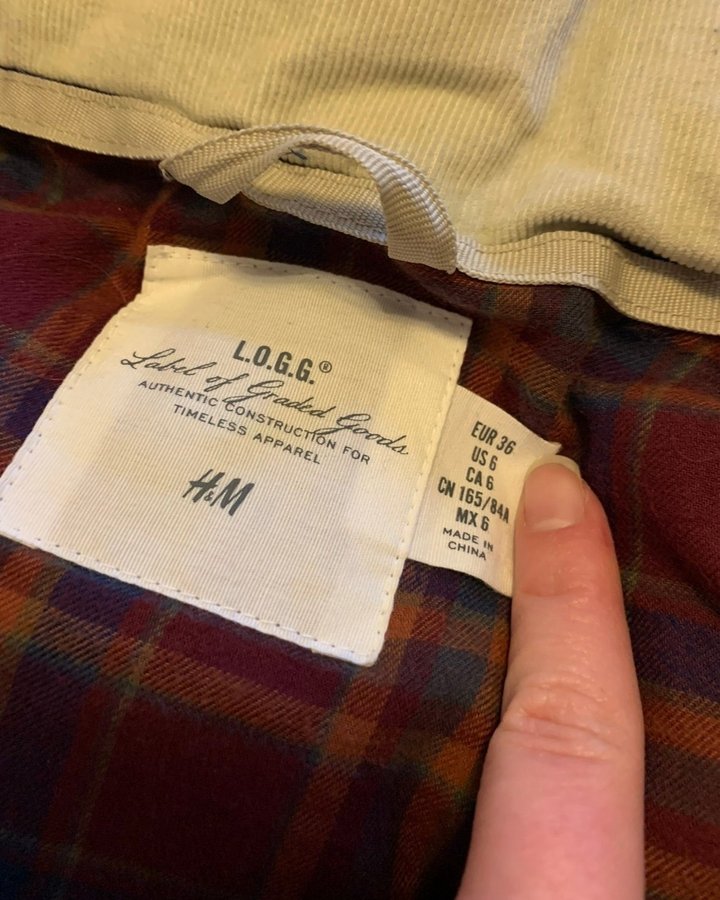 L.O.G.G.®
Label of Graded Goods
AUTHENTIC CONSTRUCTION FOR
TIMELESS APPAREL
H&M
EUR 36
US 6
CA 6
CN 165/84A
MX 6
MADE IN
CHINA